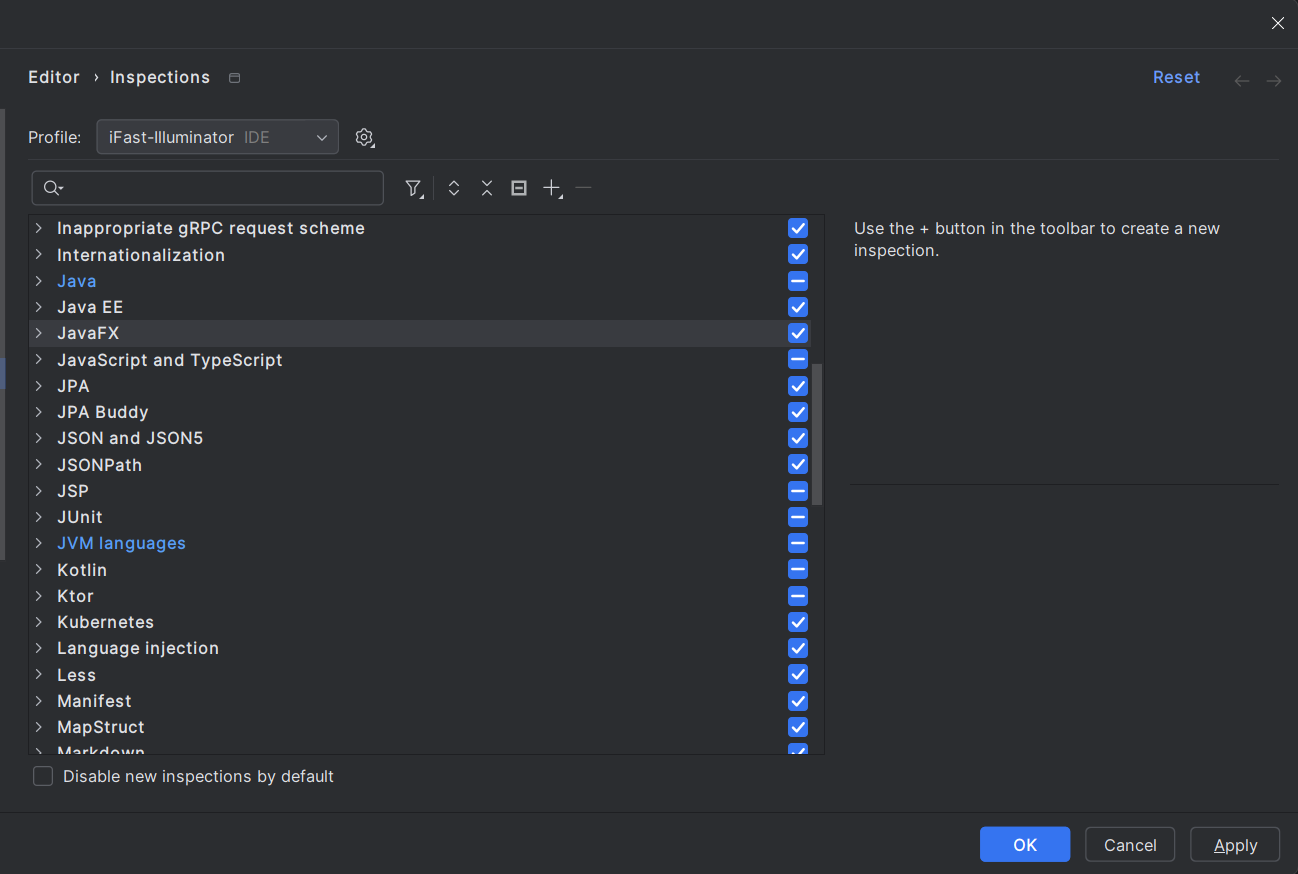 Editor › Inspections
Reset
Profile: iFast-Illuminator IDE
Inappropriate gRPC request scheme
Internationalization
Java
Java EE
JavaFX
JavaScript and TypeScript
JPA
JPA Buddy
JSON and JSON5
JSONPath
JSP
JUnit
JVM languages
Kotlin
Ktor
Kubernetes
Language injection
Less
Manifest
MapStruct
Markdown
Use the + button in the toolbar to create a new
inspection.
Disable new inspections by default
OK
Cancel
Apply